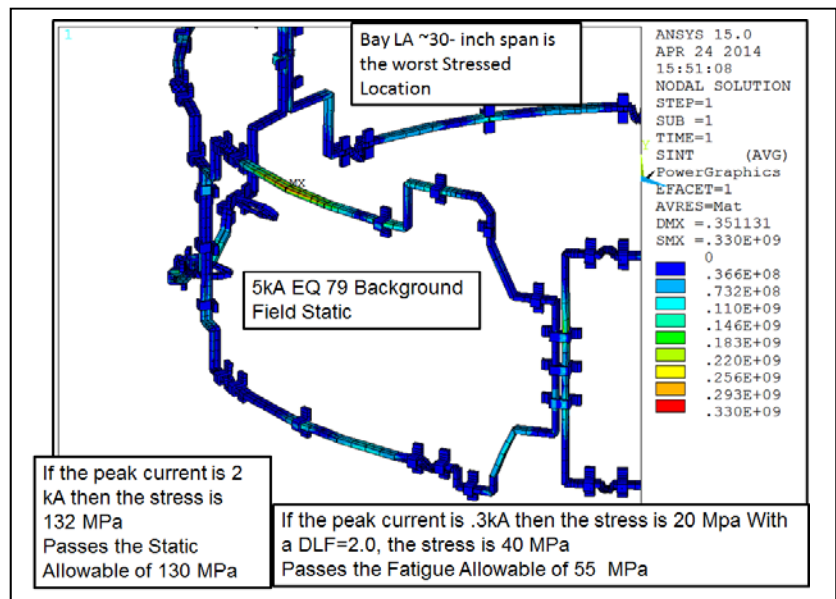 1
Bay LA ~30- inch span is
the worst Stressed
Location
ANSYS 15.0
APR 24 2014
15:51:08
NODAL SOLUTION
STEP=1
SUB =1
TIME=1
SINT (AVG)
PowerGraphics
EFACET=1
AVRES=Mat
DMX =.351131
SMX =.330E+09
0
.366E+08
.732E+08
.110E+09
.146E+09
.183E+09
.220E+09
.256E+09
.293E+09
.330E+09
Y
MX
5kA EQ 79 Background
Field Static
If the peak current is 2
kA then the stress is
132 MPa
Passes the Static
Allowable of 130 MPa
If the peak current is .3kA then the stress is 20 Mpa With
a DLF=2.0, the stress is 40 MPa
Passes the Fatigue Allowable of 55 MPa